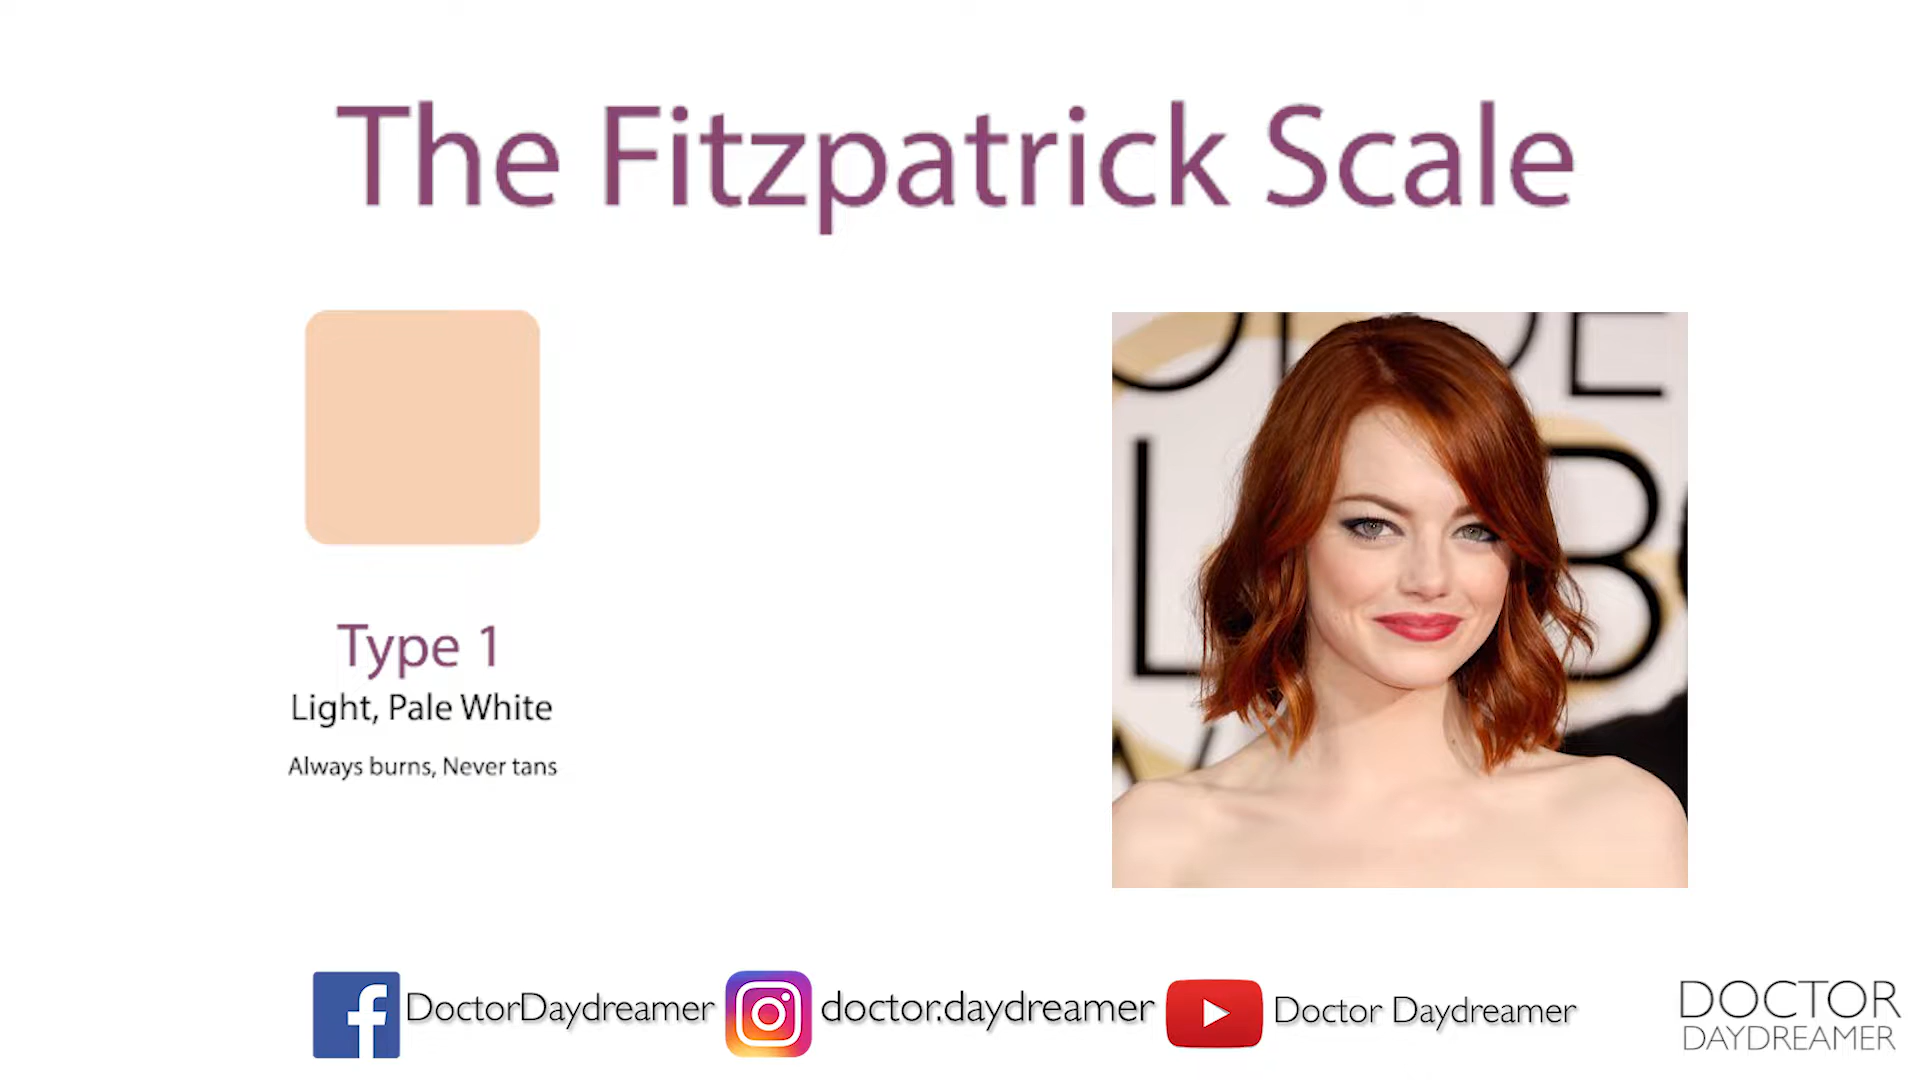 The Fitzpatrick Scale
Type 1
Light, Pale White
Always burns, Never tans
DoctorDaydreamer
doctor.daydreamer
Doctor Daydreamer
DOCTOR
DAYDREAMER